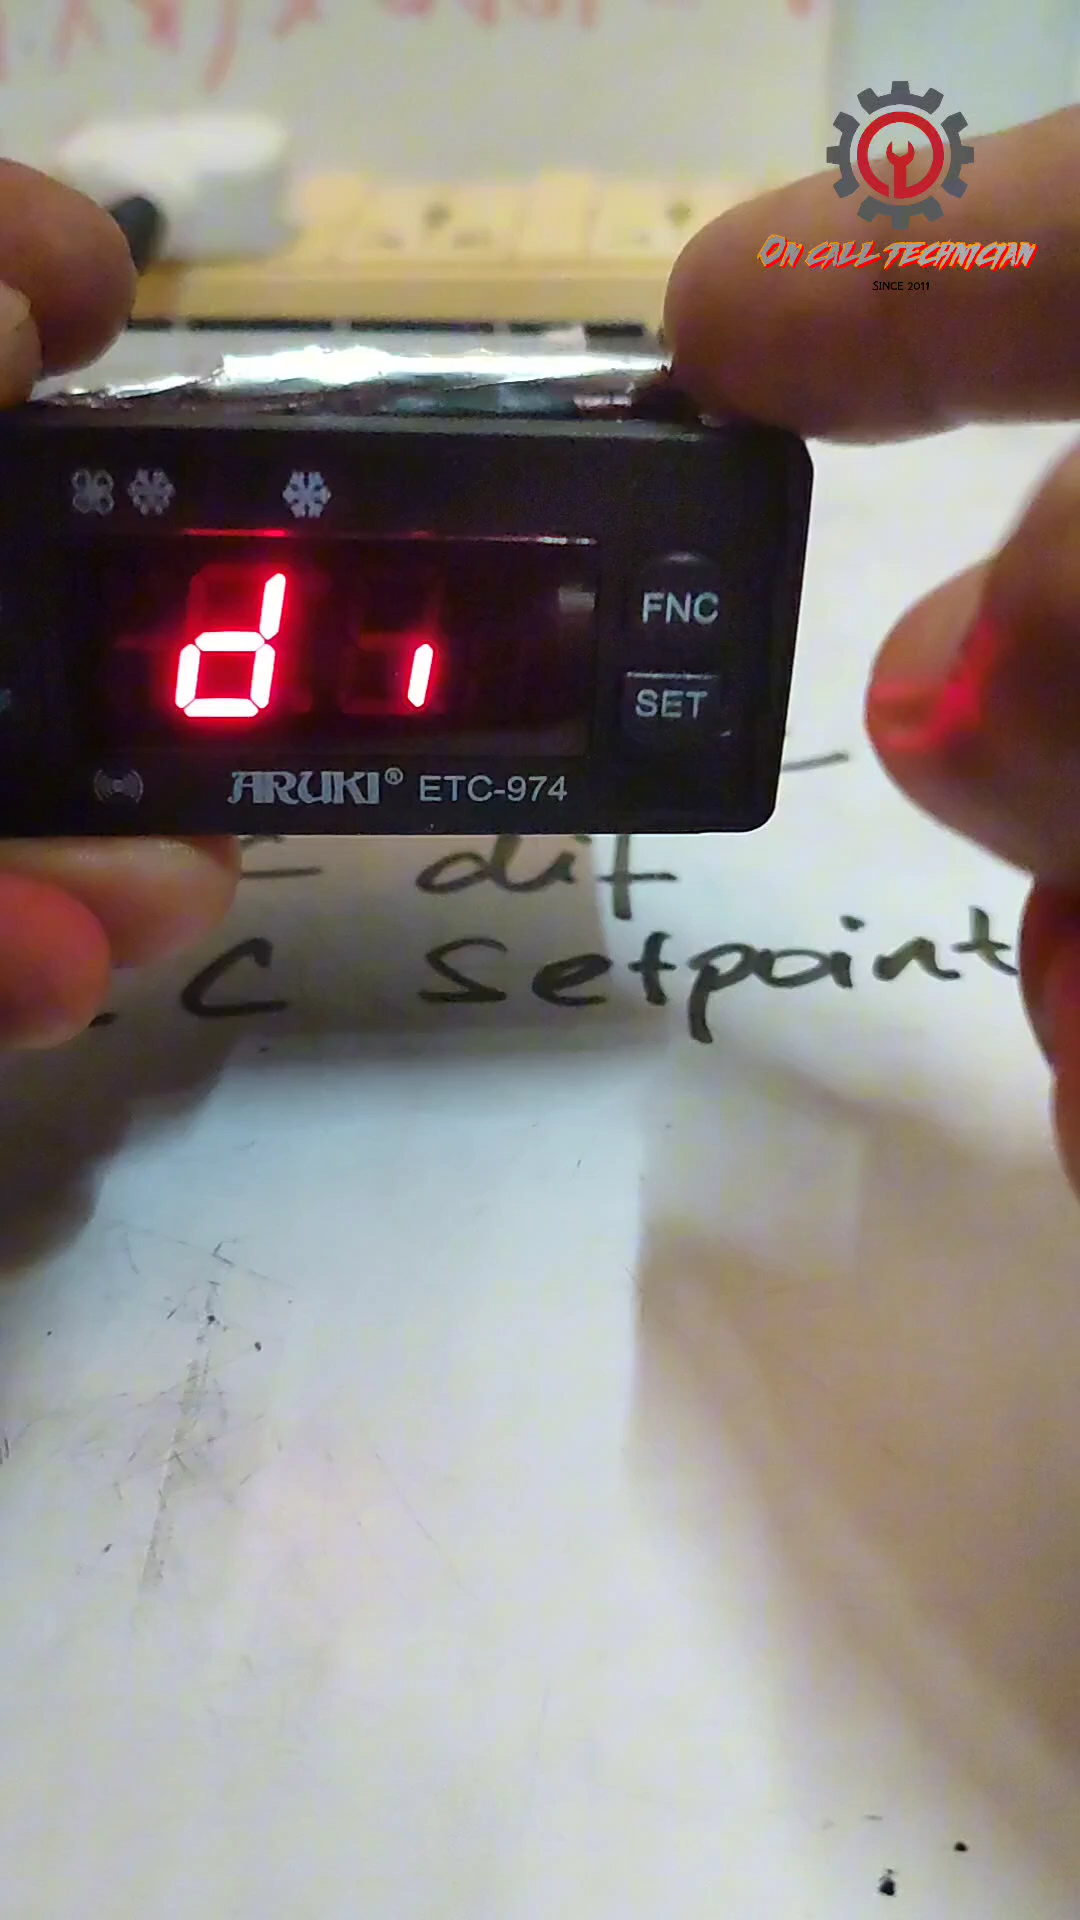 On call technician
SINCE 2011
di
FNC
SET
ARUKI® ETC-974
dif
C Setpoint